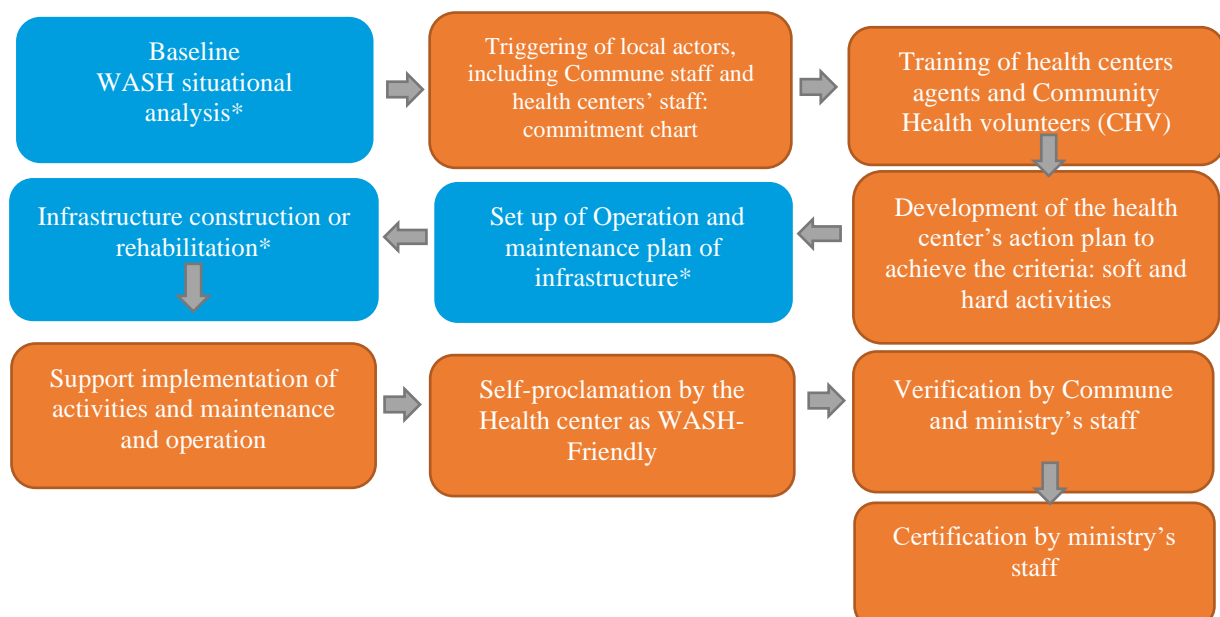 Baseline
WASH situational
analysis*
Triggering of local actors,
including Commune staff and
health centers’ staff:
commitment chart
Training of health centers
agents and Community
Health volunteers (CHV)
Development of the health
center’s action plan to
achieve the criteria: soft and
hard activities
Set up of Operation and
maintenance plan of
infrastructure*
Infrastructure construction or
rehabilitation*
Support implementation of
activities and maintenance
and operation
Self-proclamation by the
Health center as WASH-
Friendly
Verification by Commune
and ministry’s staff
Certification by ministry’s
staff